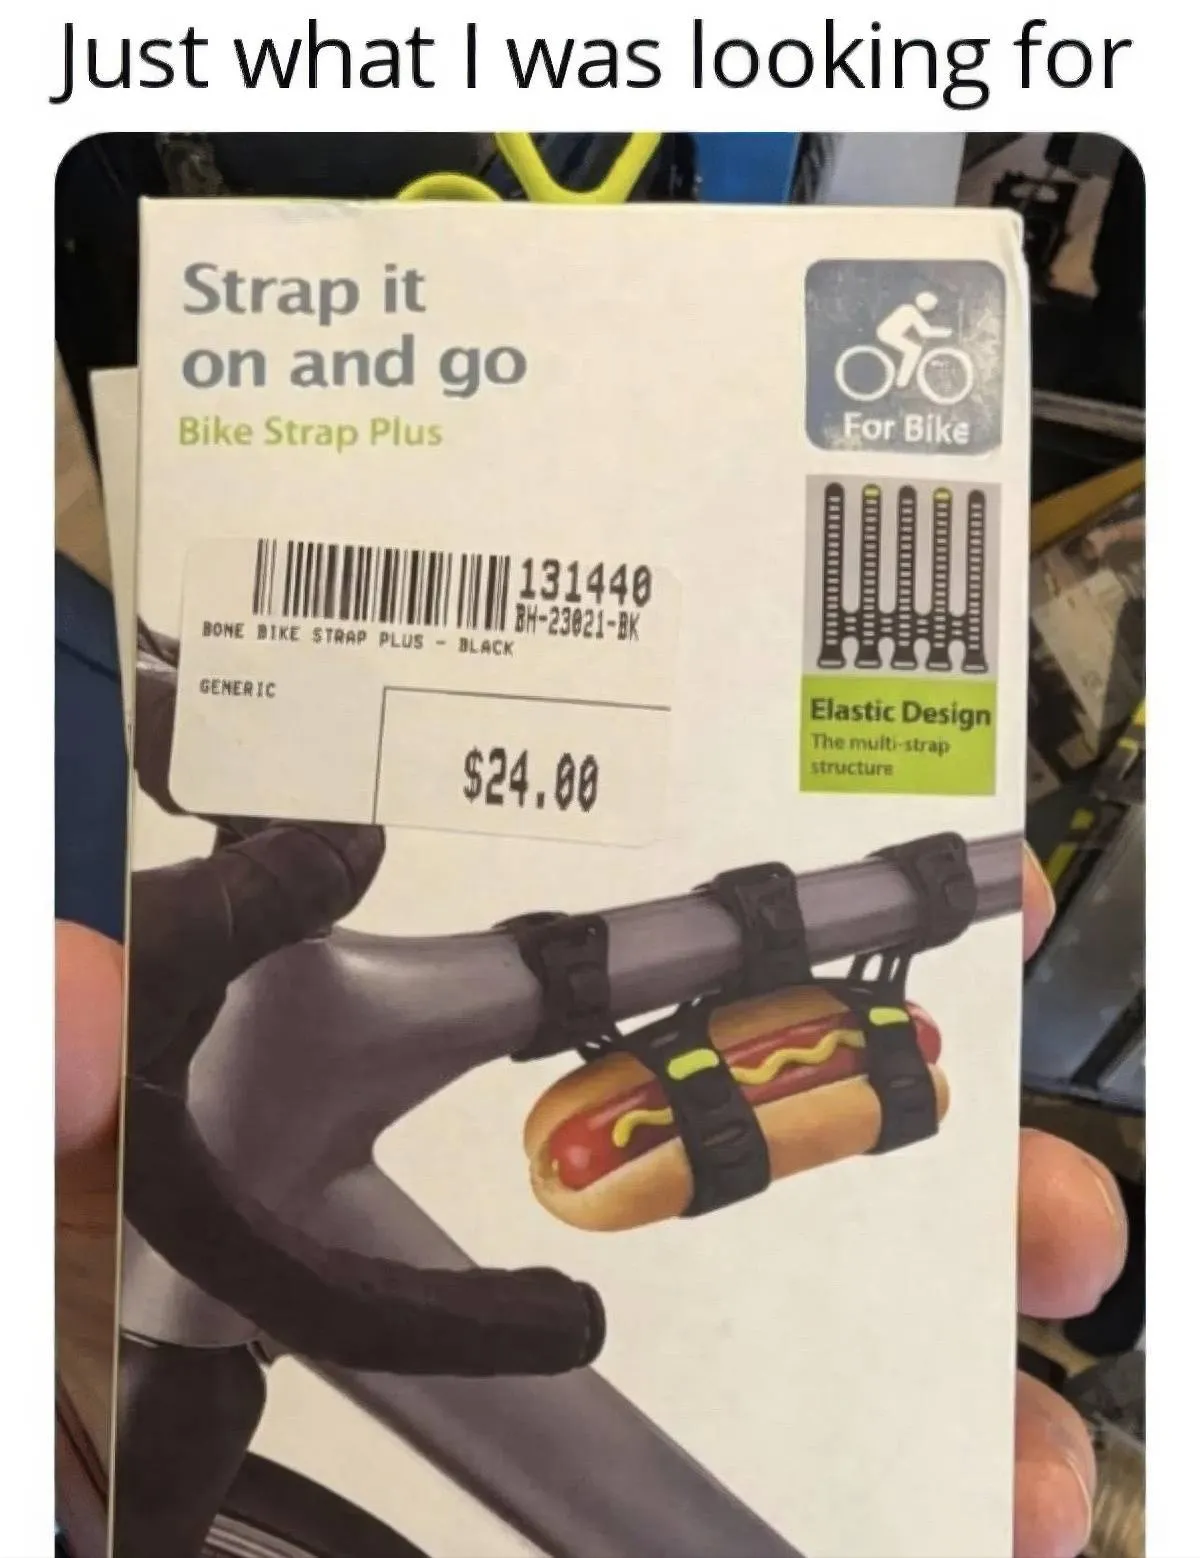 Just what I was looking for
Strap it
on and go
Bike Strap Plus
For Bike
131440
BH-23021-BK
BONE BIKE STRAP PLUS - BLACK
GENERIC
$24.00
Elastic Design
The multi-strap
structure